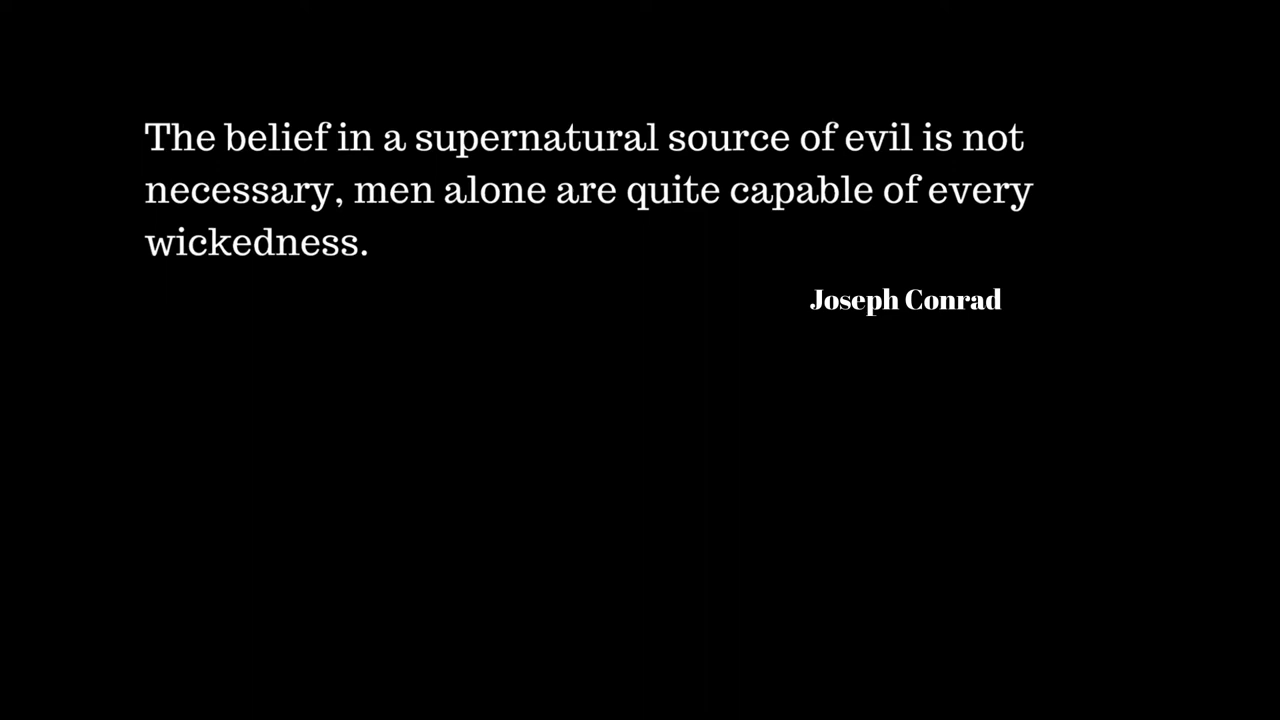 The belief in a supernatural source of evil is not
necessary, men alone are quite capable of every
wickedness.
Joseph Conrad